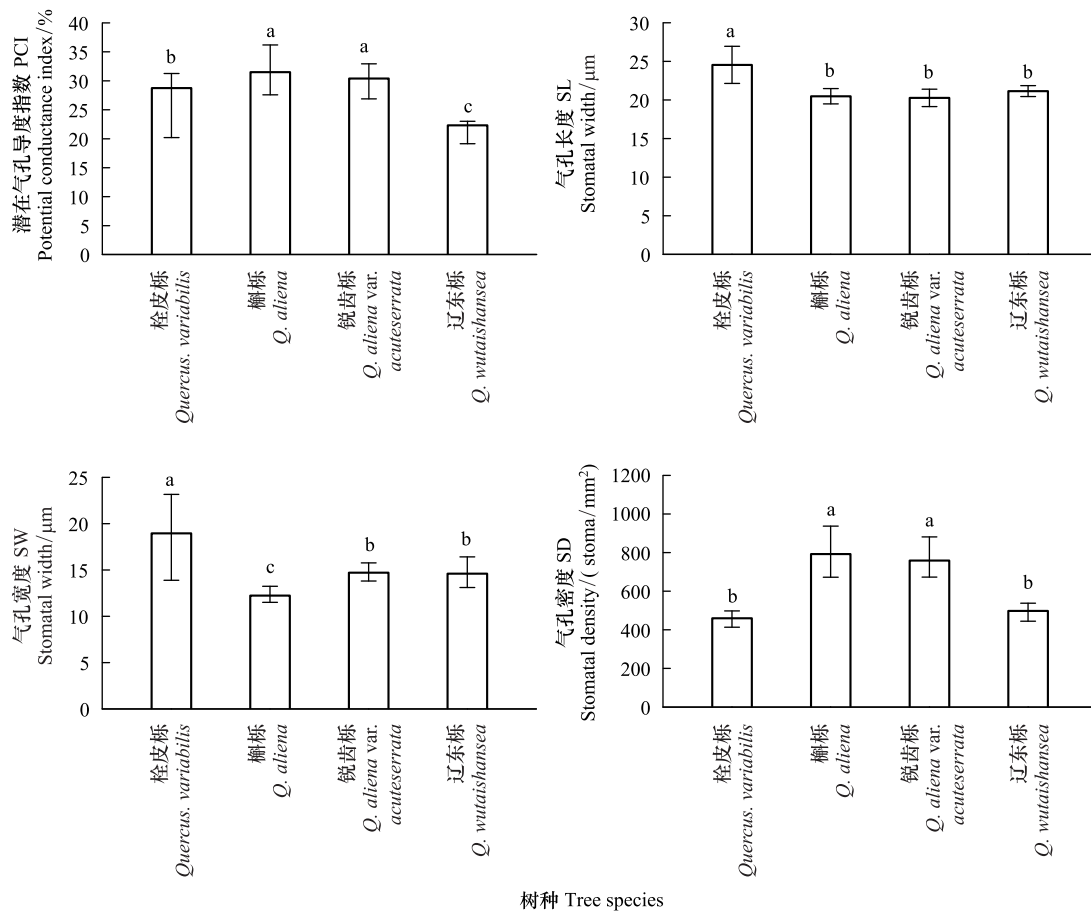 潜在气孔导度指数 PCI
Potential conductance index/%
40
35
30
25
20
15
10
5
0
b
a
a
c
栓皮栎
Quercus. variabilis
槲栎
Q. aliena
锐齿栎
Q. aliena var.
acuteserrata
辽东栎
Q. wutaishansea
气孔长度 SL
Stomatal width/μm
30
25
20
15
10
5
0
a
b
b
b
栓皮栎
Quercus. variabilis
槲栎
Q. aliena
锐齿栎
Q. aliena var.
acuteserrata
辽东栎
Q. wutaishansea
气孔宽度 SW
Stomatal width/μm
25
20
15
10
5
0
a
c
b
b
栓皮栎
Quercus. variabilis
槲栎
Q. aliena
锐齿栎
Q. aliena var.
acuteserrata
辽东栎
Q. wutaishansea
气孔密度 SD
Stomatal density/( stoma/mm²)
1200
1000
800
600
400
200
0
b
a
a
b
栓皮栎
Quercus. variabilis
槲栎
Q. aliena
锐齿栎
Q. aliena var.
acuteserrata
辽东栎
Q. wutaishansea
树种 Tree species